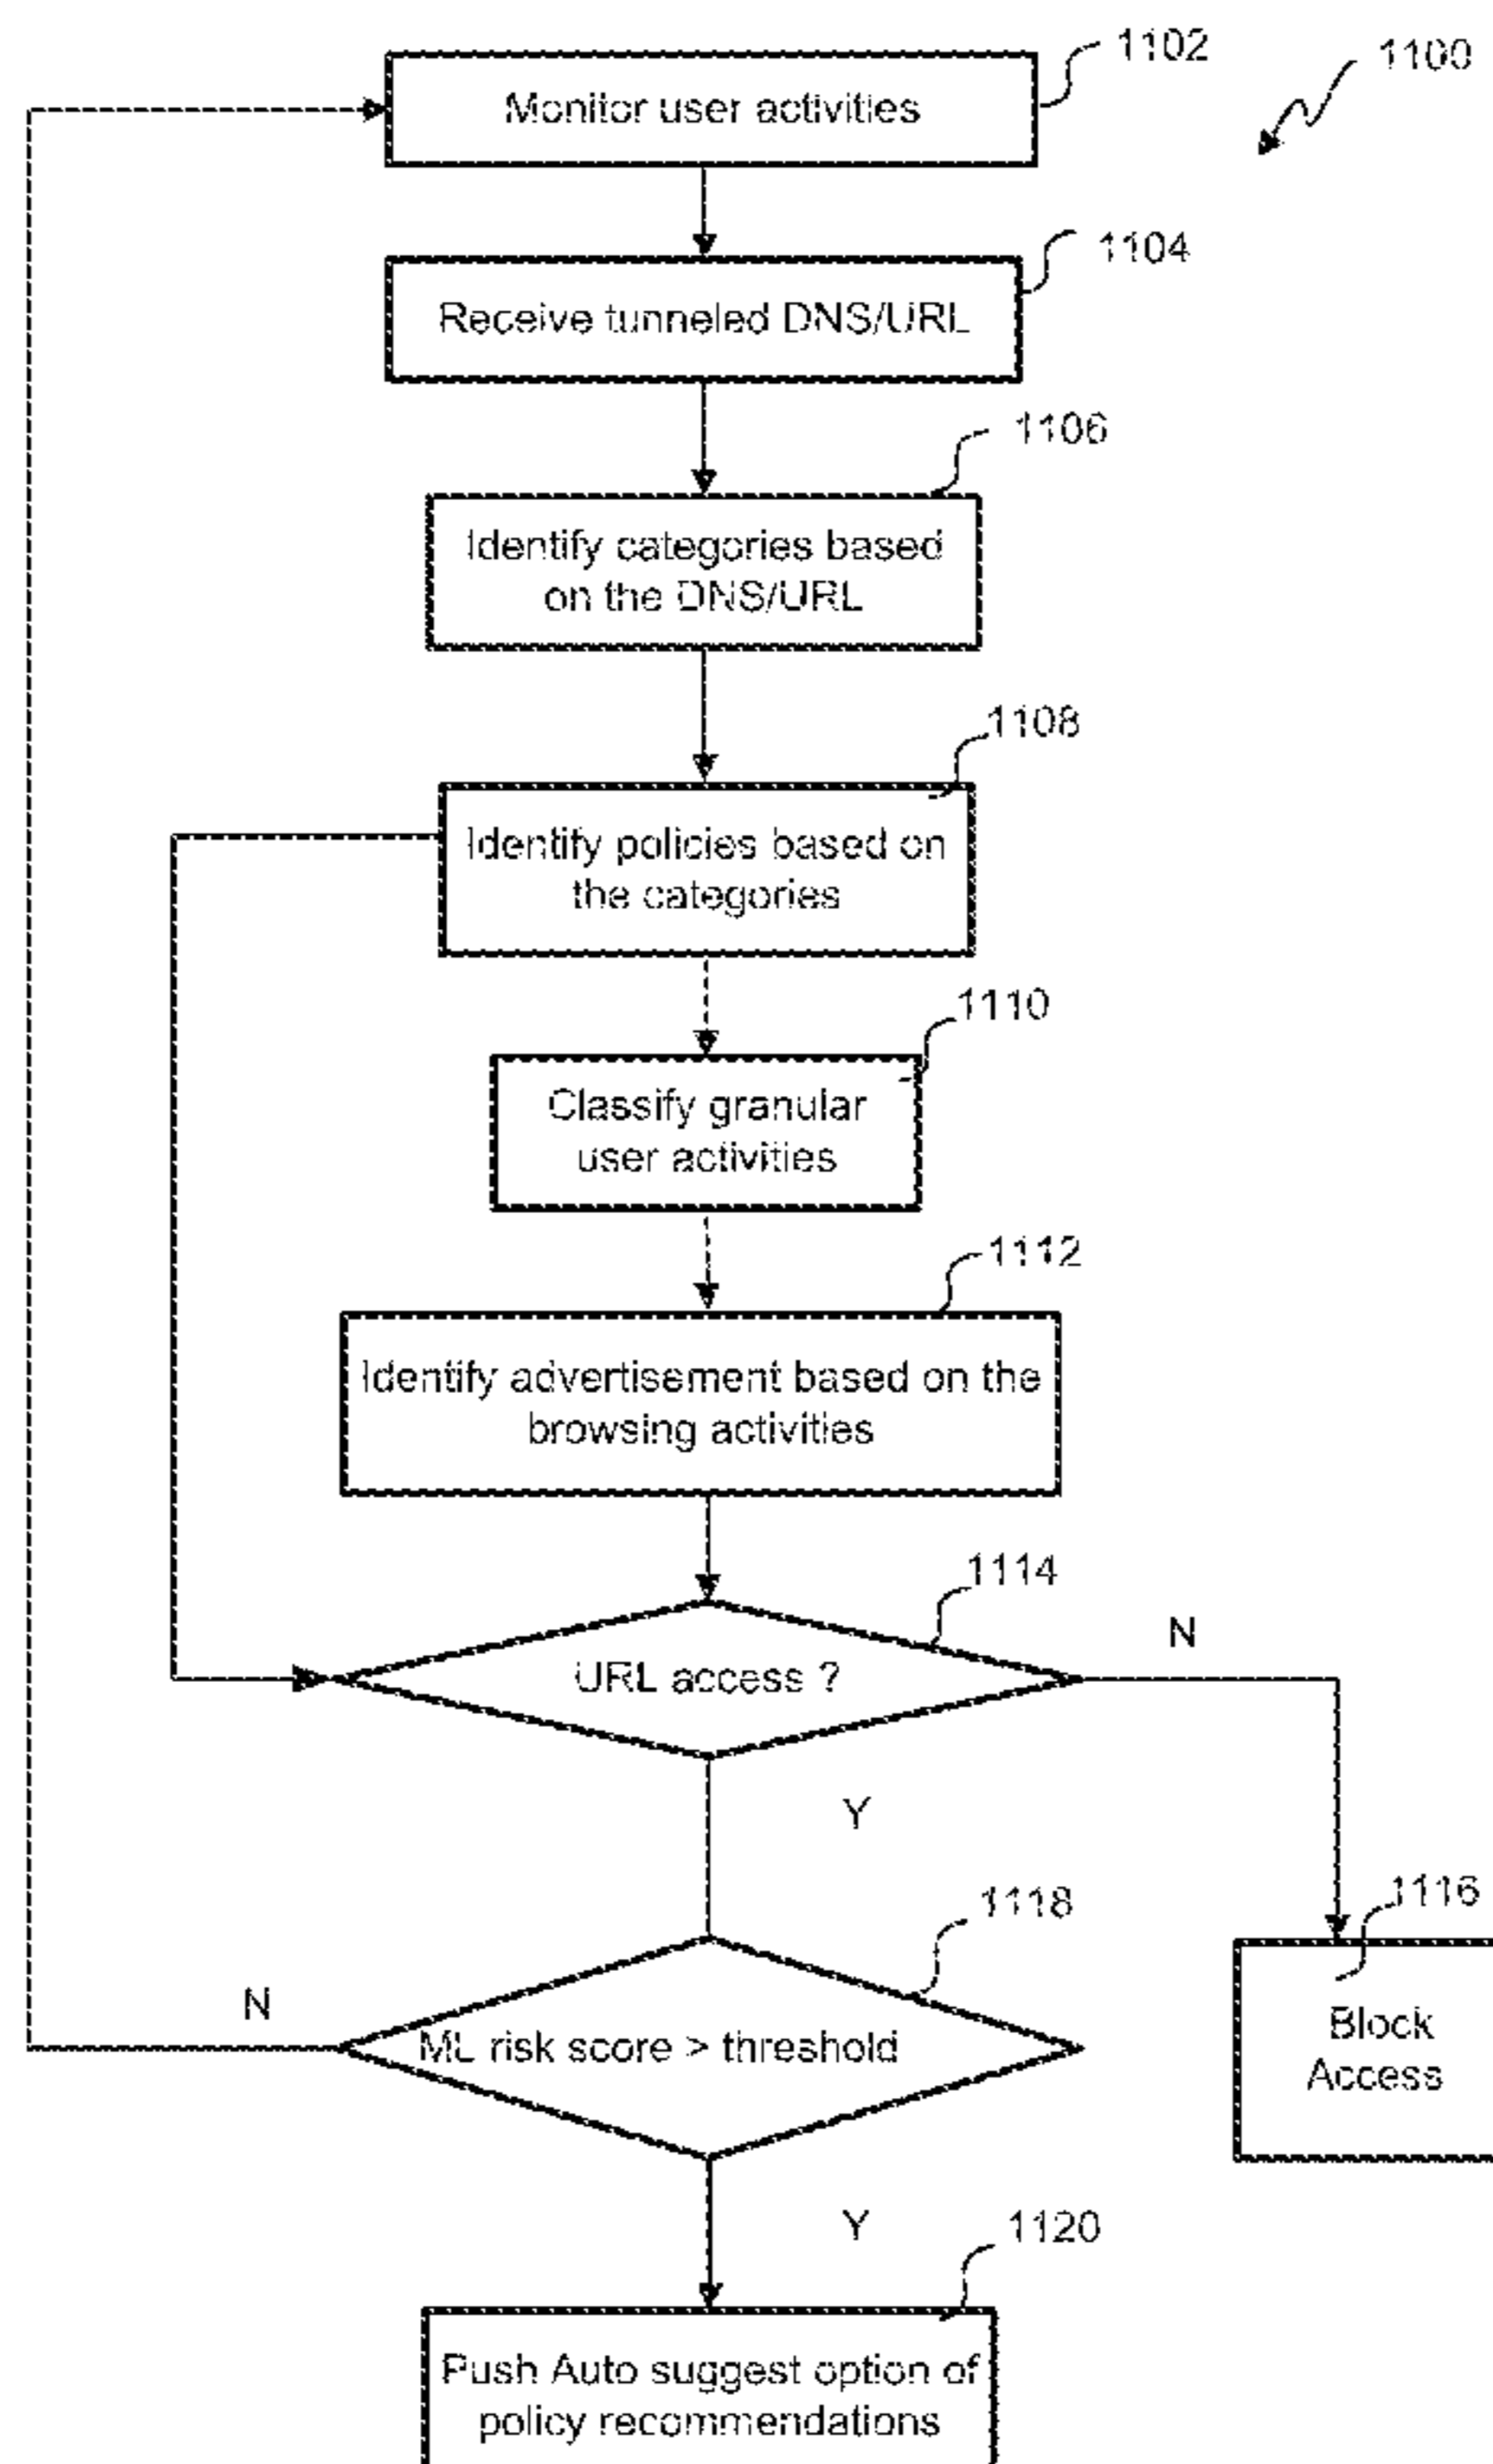 1102
1100
Monitor user activities
1104
Receive tunneled DNS/URL
1106
Identify categories based
on the DNS/URL
1108
Identify policies based on
the categories
1110
Classify granular
user activities
1112
Identify advertisement based on the
browsing activities
1114
N
URL access ?
Y
1118
1116
N
ML risk score > threshold
Block
Access
Y
1120
Push Auto suggest option of
policy recommendations